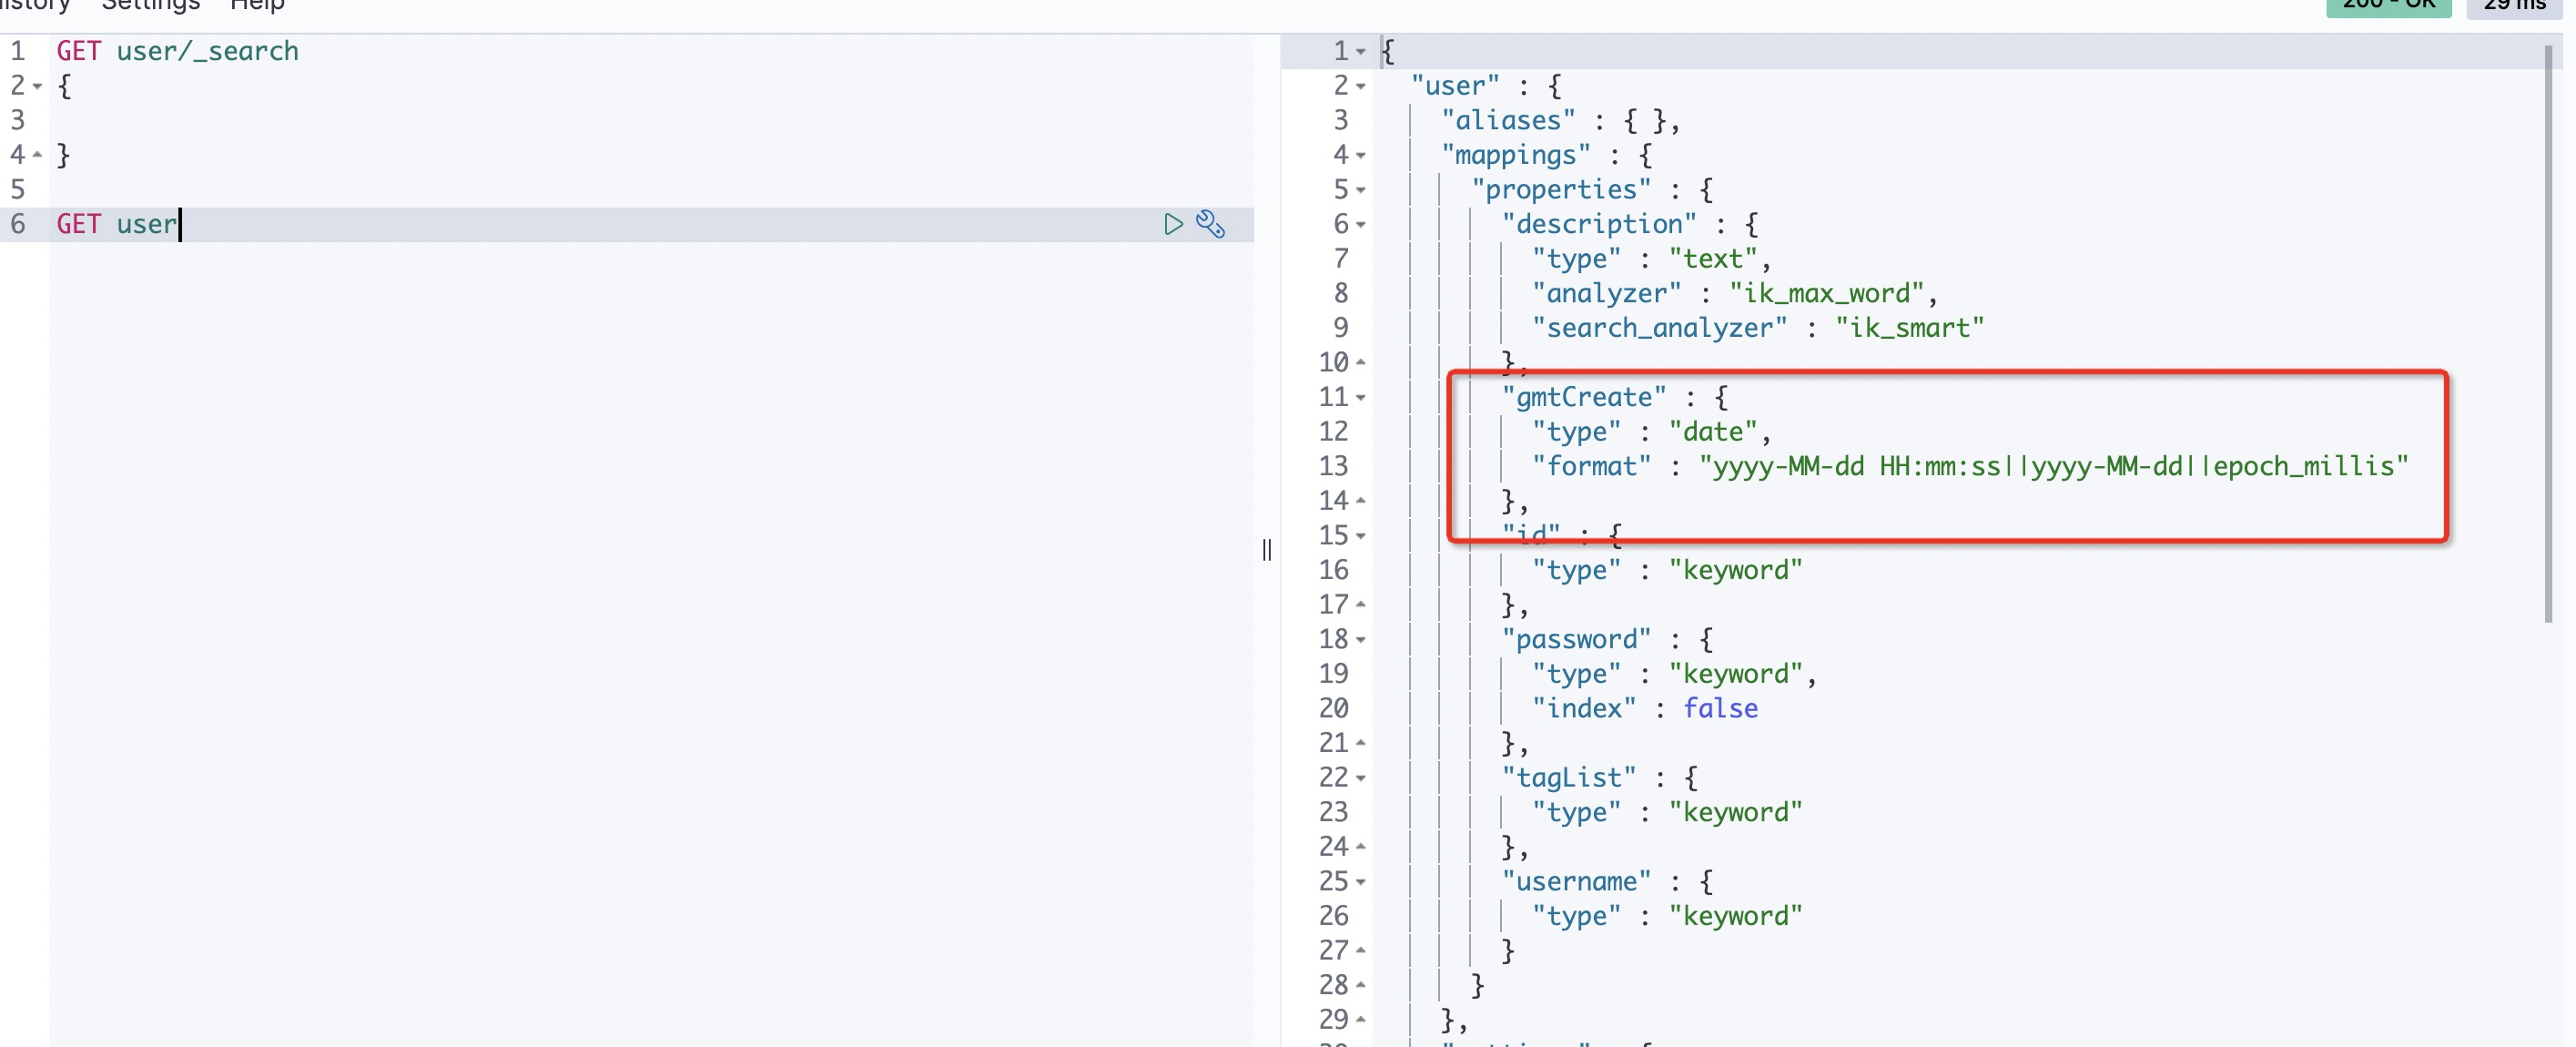 History Settings Help
200 - OK 29 ms
1 GET user/_search
2 {
3
4 }
5
6 GET user
1 {
2 "user" : {
3 "aliases" : { },
4 "mappings" : {
5 "properties" : {
6 "description" : {
7 "type" : "text",
8 "analyzer" : "ik_max_word",
9 "search_analyzer" : "ik_smart"
10 },
11 "gmtCreate" : {
12 "type" : "date",
13 "format" : "yyyy-MM-dd HH:mm:ss||yyyy-MM-dd||epoch_millis"
14 },
15 "id" : {
16 "type" : "keyword"
17 },
18 "password" : {
19 "type" : "keyword",
20 "index" : false
21 },
22 "tagList" : {
23 "type" : "keyword"
24 },
25 "username" : {
26 "type" : "keyword"
27 }
28 }
29 },